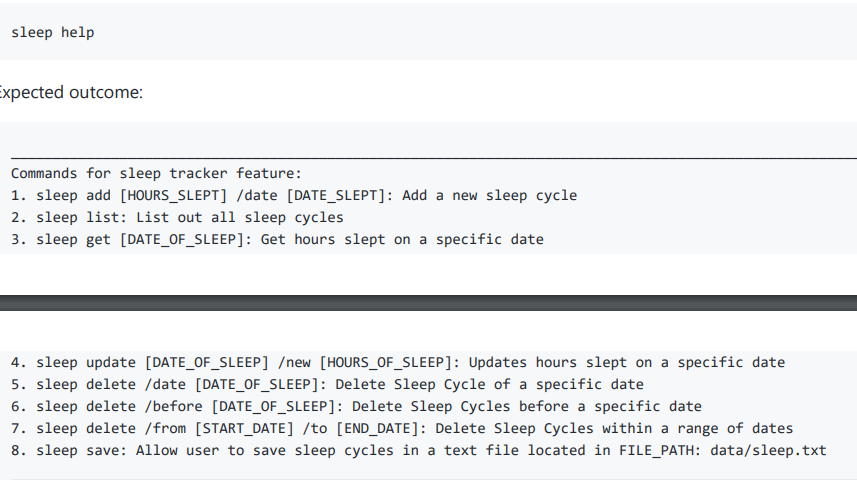 sleep help
Expected outcome:
Commands for sleep tracker feature:
1. sleep add [HOURS_SLEPT] /date [DATE_SLEPT]: Add a new sleep cycle
2. sleep list: List out all sleep cycles
3. sleep get [DATE_OF_SLEEP]: Get hours slept on a specific date
4. sleep update [DATE_OF_SLEEP] /new [HOURS_OF_SLEEP]: Updates hours slept on a specific date
5. sleep delete /date [DATE_OF_SLEEP]: Delete Sleep Cycle of a specific date
6. sleep delete /before [DATE_OF_SLEEP]: Delete Sleep Cycles before a specific date
7. sleep delete /from [START_DATE] /to [END_DATE]: Delete Sleep Cycles within a range of dates
8. sleep save: Allow user to save sleep cycles in a text file located in FILE_PATH: data/sleep.txt